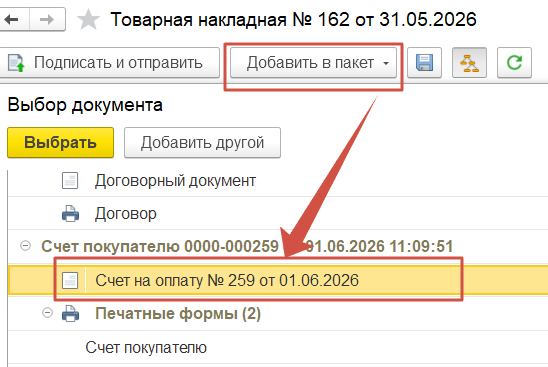 Товарная накладная № 162 от 31.05.2026
Подписать и отправить
Добавить в пакет
Выбор документа
Выбрать
Добавить другой
Договорный документ
Договор
Счет покупателю 0000-000259 01.06.2026 11:09:51
Счет на оплату № 259 от 01.06.2026
Печатные формы (2)
Счет покупателю